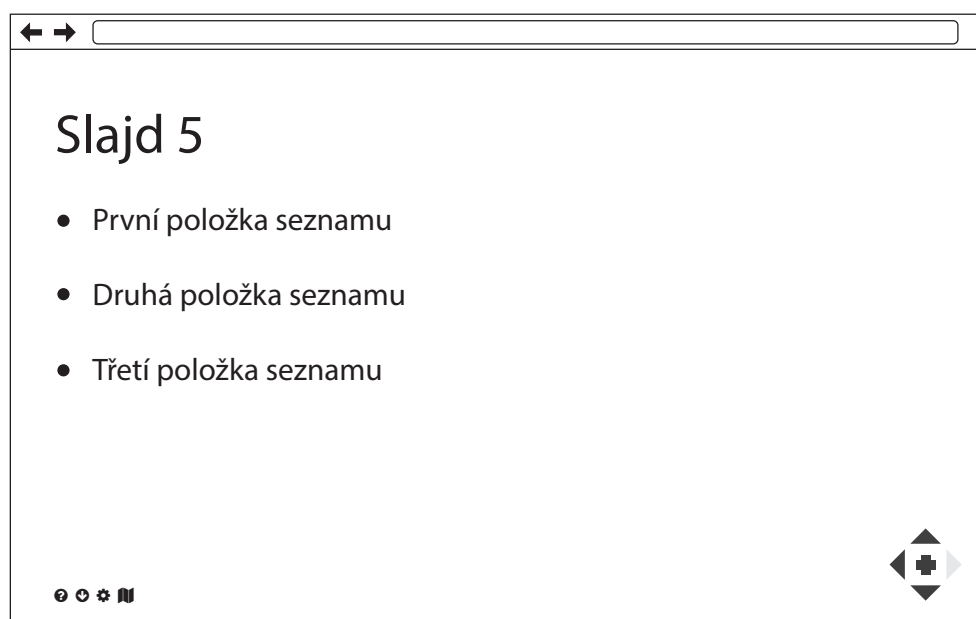 Slajd 5
První položka seznamu
Druhá položka seznamu
Třetí položka seznamu